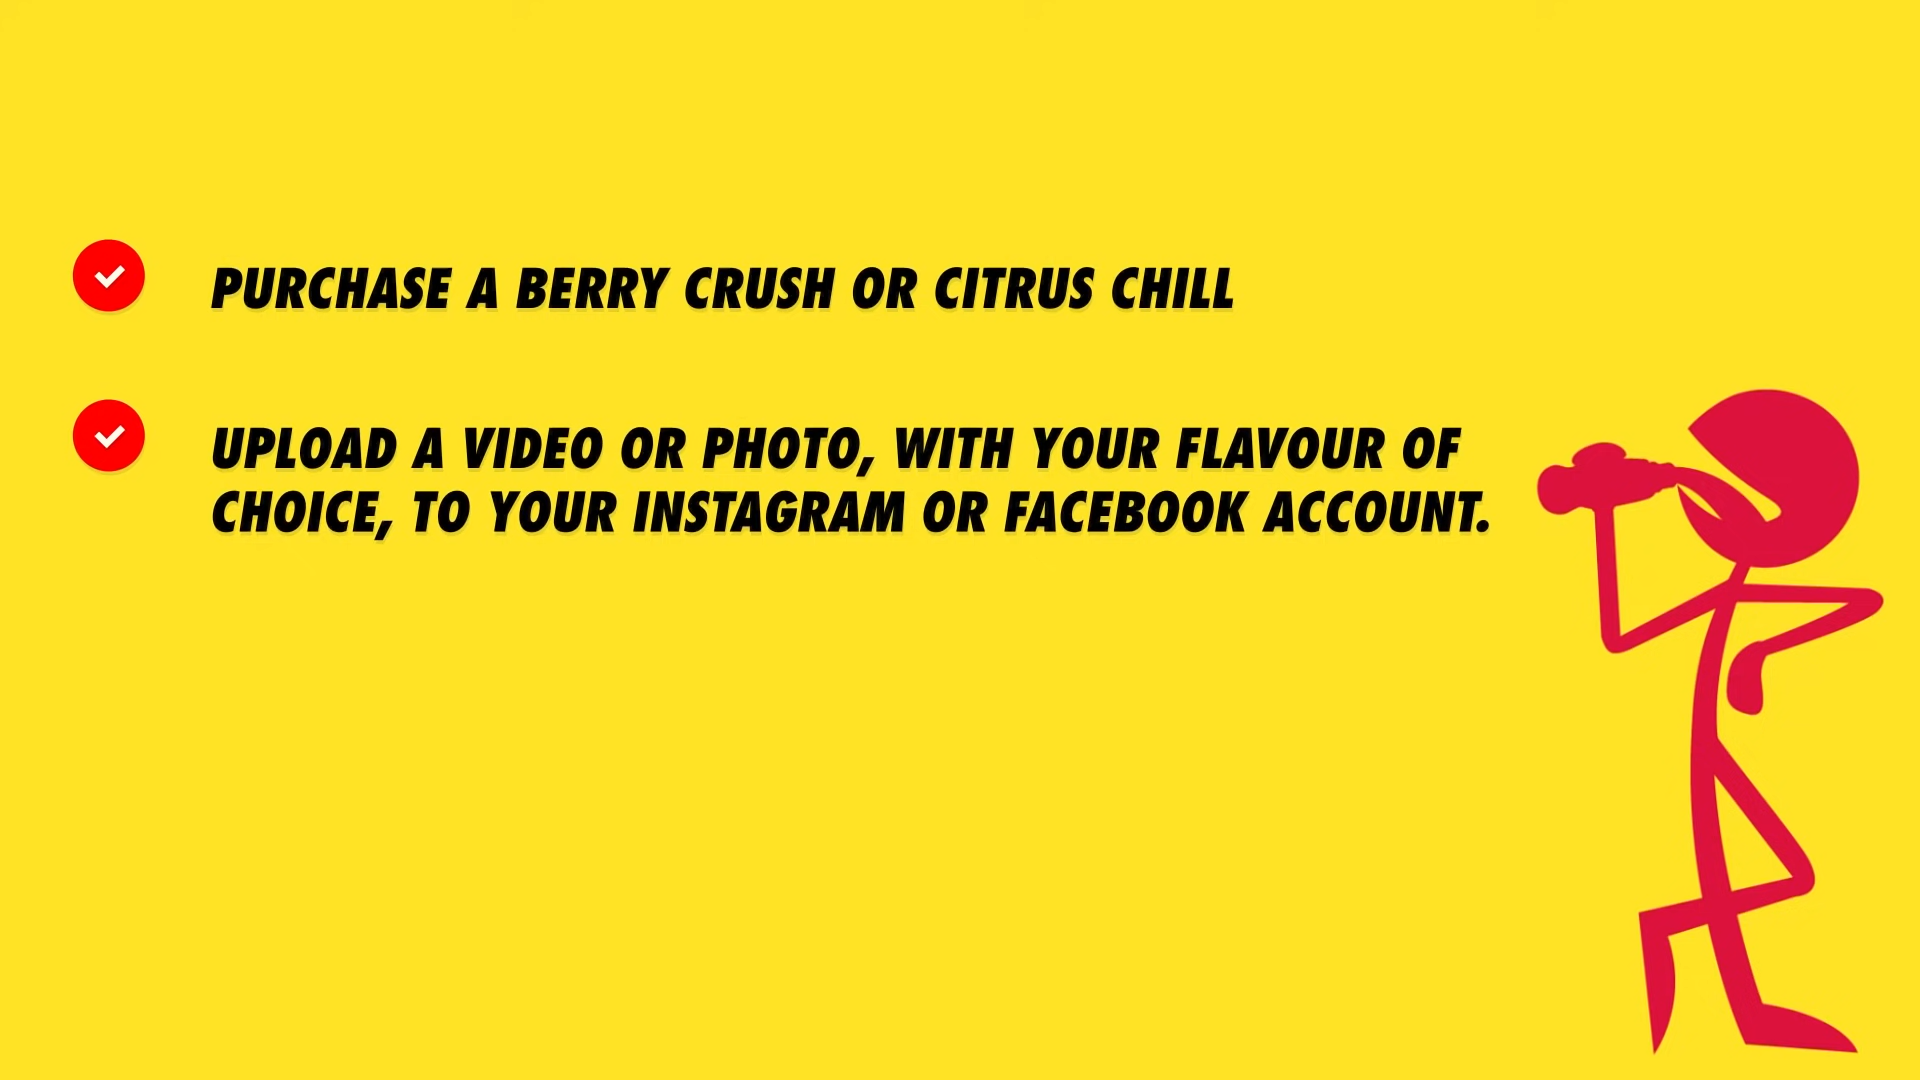 PURCHASE A BERRY CRUSH OR CITRUS CHILL
UPLOAD A VIDEO OR PHOTO, WITH YOUR FLAVOUR OF
CHOICE, TO YOUR INSTAGRAM OR FACEBOOK ACCOUNT.